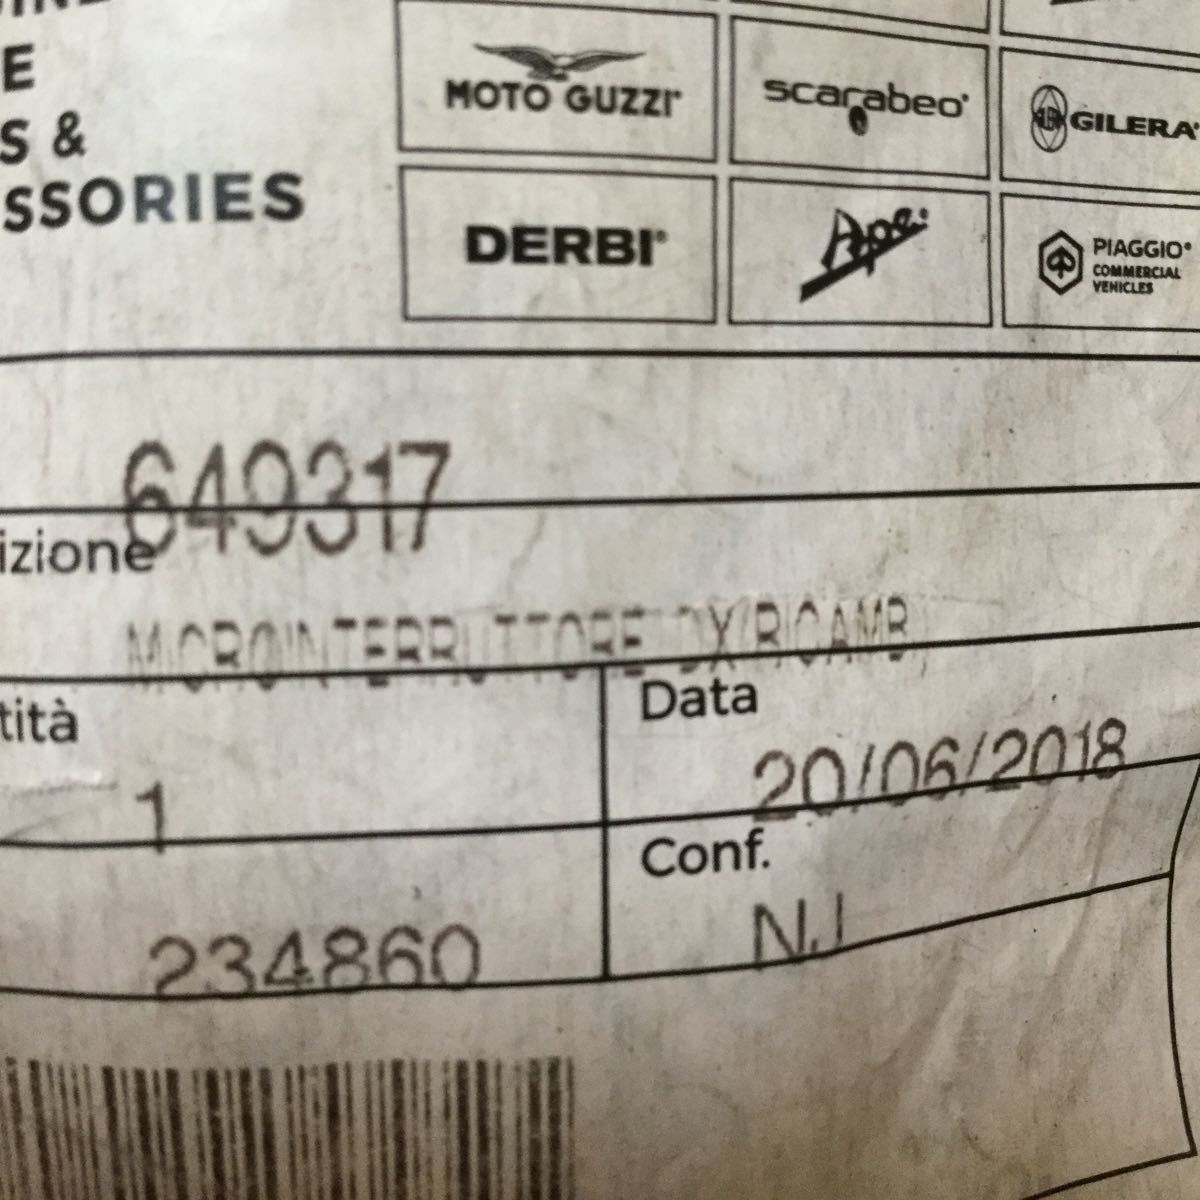 E
S &
SSORIES
MOTO GUZZI
scarabeo
GILERA
DERBI
Ape
PIAGGIO
COMMERCIAL
VEHICLES
649317
izione
MICROINTERRUTTORE DX(RICAMB)
tità
Data
1
20/06/2018
Conf.
234860
NJ